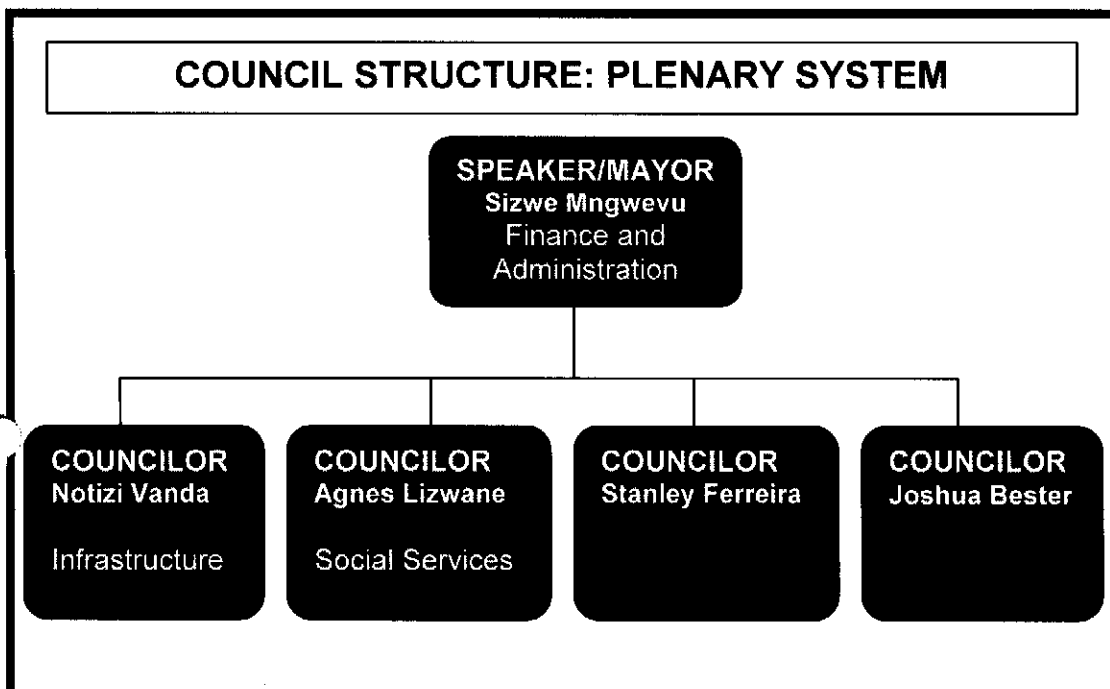 COUNCIL STRUCTURE: PLENARY SYSTEM
SPEAKER/MAYOR
Sizwe Mngwevu
Finance and
Administration
COUNCILOR
Notizi Vanda
Infrastructure
COUNCILOR
Agnes Lizwane
Social Services
COUNCILOR
Stanley Ferreira
COUNCILOR
Joshua Bester